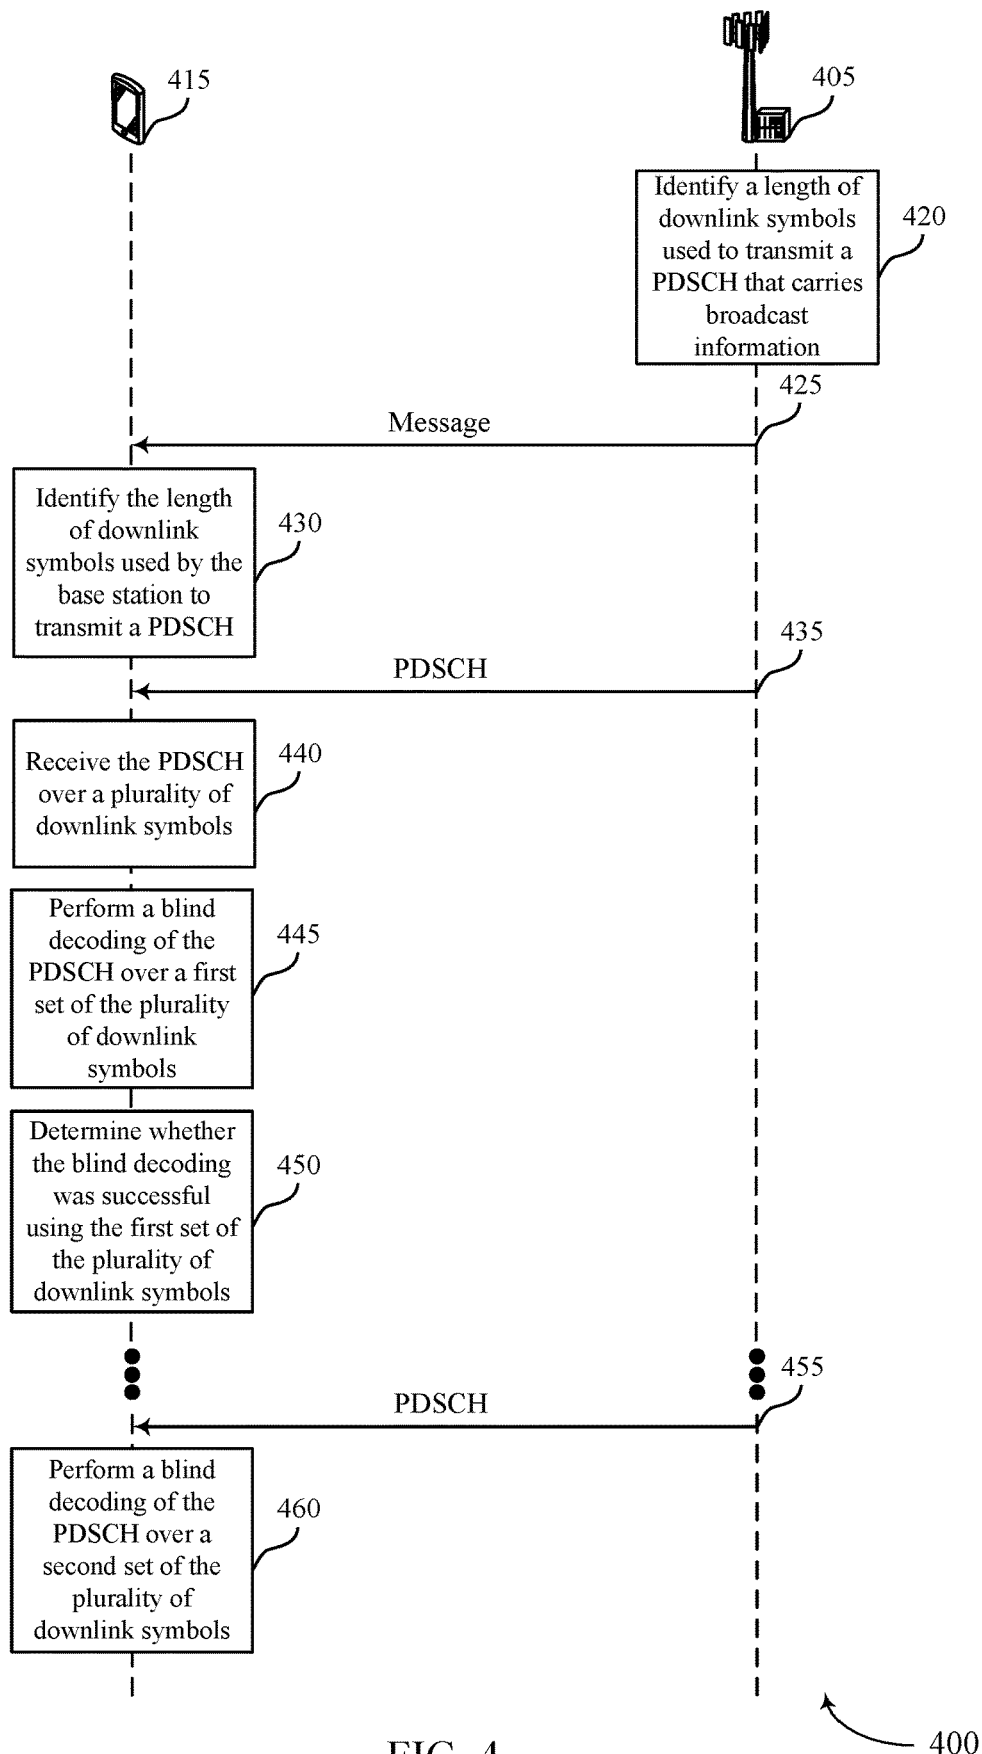 415
405
Identify a length of
downlink symbols
used to transmit a
PDSCH that carries
broadcast
information
420
425
Message
Identify the length
of downlink
symbols used by the
base station to
transmit a PDSCH
430
435
PDSCH
Receive the PDSCH
over a plurality of
downlink symbols
440
Perform a blind
decoding of the
PDSCH over a first
set of the plurality
of downlink
symbols
445
Determine whether
the blind decoding
was successful
using the first set of
the plurality of
downlink symbols
450
455
PDSCH
Perform a blind
decoding of the
PDSCH over a
second set of the
plurality of
downlink symbols
460
400
FIG. 4